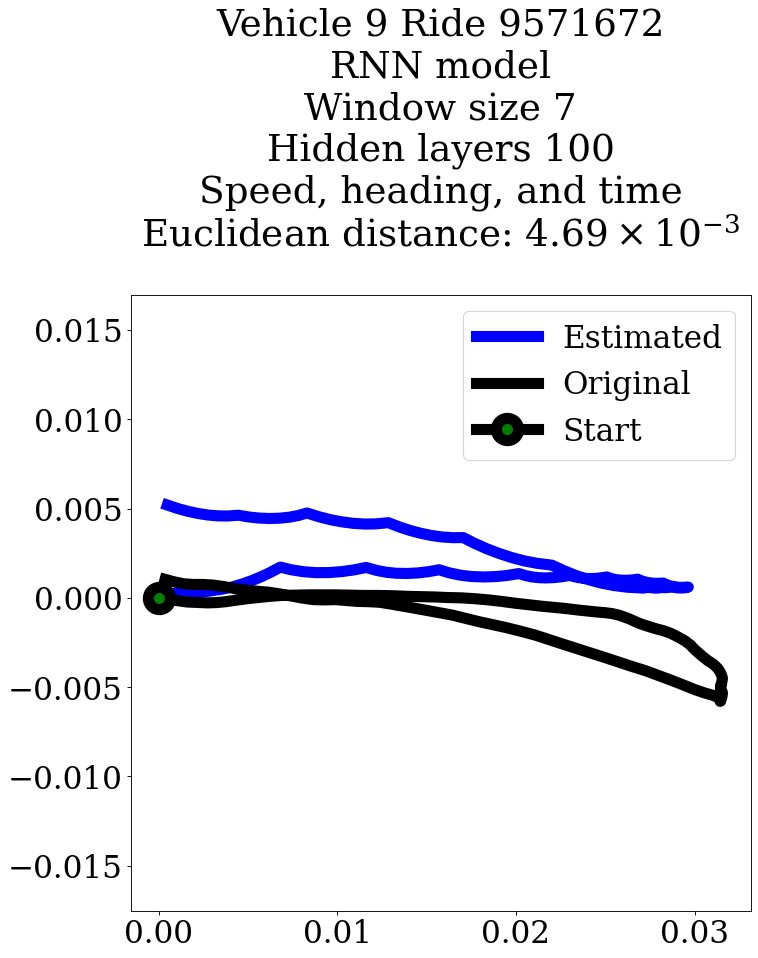 Vehicle 9 Ride 9571672
RNN model
Window size 7
Hidden layers 100
Speed, heading, and time
Euclidean distance: 4.69 × 10⁻³
Estimated
Original
Start
0.015
0.010
0.005
0.000
−0.005
−0.010
−0.015
0.00 0.01 0.02 0.03